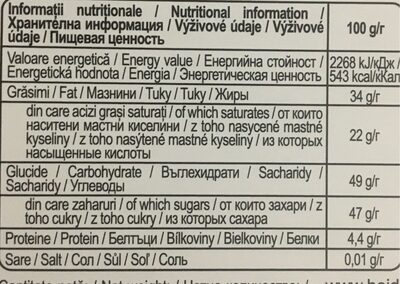 Informații nutritionale / Nutritional information /
Хранителна информация / Výživové údaje / Výživové
údaje / Пищевая ценность
100 g/г
Valoare energetică / Energy value / Енергийна стойност /
Energetická hodnota / Energia / Энергетическая ценность
2268 kJ/кДж /
543 kcal/кКал
Grăsimi / Fat / Мазнини / Tuky / Tuky / Жиры
34 g/г
din care acizi grași saturați / of which saturates / от които
наситени мастни киселини / z toho nasycené mastné
kyseliny / z toho nasýtené mastné kyseliny / из которых
насыщенные кислоты
22 g/г
Glucide / Carbohydrate / Въглехидрати / Sacharidy /
Sacharidy / Углеводы
49 g/г
din care zaharuri / of which sugars / от които захари / z
toho cukry / z toho cukry / из которых сахара
47 g/г
Proteine / Protein / Белтъци / Bílkoviny / Bielkoviny / Белки
4,4 g/г
Sare / Salt / Сол / Sůl / Soľ / Соль
0,01 g/г